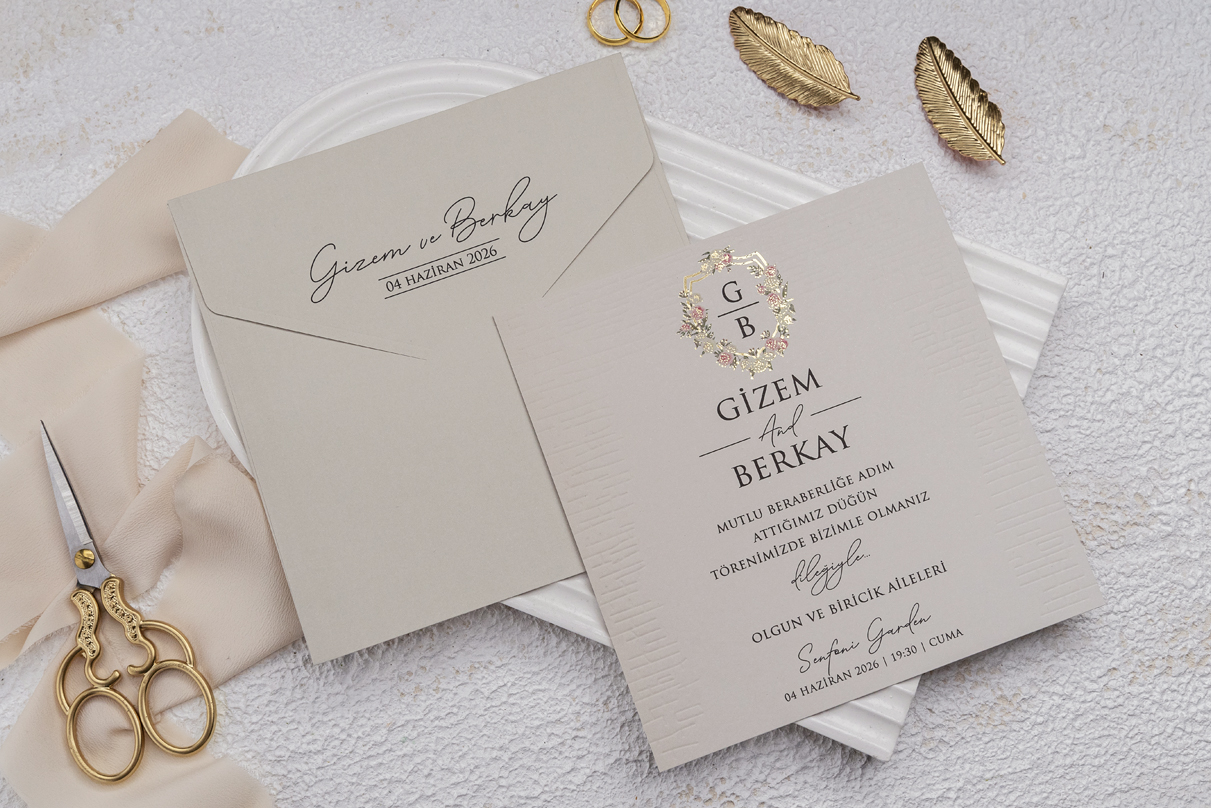 Gizem ve Berkay
04 HAZİRAN 2026
G
B
GİZEM
And
BERKAY
MUTLU BERABERLİĞE ADIM
ATTIĞIMIZ DÜĞÜN
TÖRENİMİZDE BİZİMLE OLMANIZ
dileğiyle...
OLGUN VE BİRİCİK AİLELERİ
Senfoni Garden
04 HAZİRAN 2026 | 19:30 | CUMA